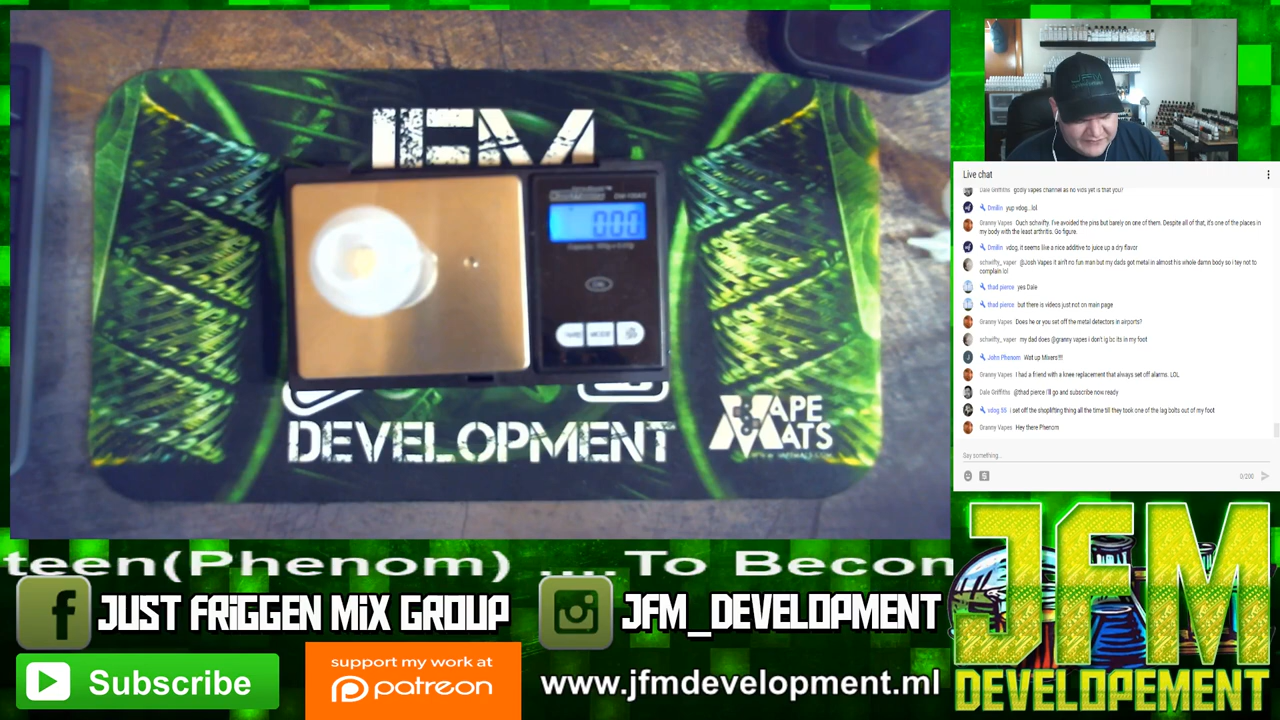 JFM
0.00
DEVELOPMENT
VAPE
MATS
Live chat
Dale Griffiths godly vapes channel as no vids yet is that you?
Dmilin yup vdog...lol
Granny Vapes Ouch schwifty. I've avoided the pins but barely on one of them. Despite all of that, it's one of the places in
my body with the least arthritis. Go figure.
Dmilin vdog, it seems like a nice additive to juice up a dry flavor
schwifty_ vaper @Josh Vapes it ain't no fun man but my dads got metal in almost his whole damn body so i tey not to
complain lol
thad pierce yes Dale
thad pierce but there is videos just not on main page
Granny Vapes Does he or you set off the metal detectors in airports?
schwifty_ vaper my dad does @granny vapes i don't ig bc its in my foot
John Phenom Wat up Mixers!!!!
Granny Vapes I had a friend with a knee replacement that always set off alarms. LOL
Dale Griffiths @thad pierce I'll go and subscribe now ready
vdog 55 i set off the shoplifting thing all the time till they took one of the lag bolts out of my foot
Granny Vapes Hey there Phenom
Say something...
0/200
teen(Phenom) ....To Becon
JUST FRIGGEN MIX GROUP
JFM_DEVELOPMENT
Subscribe
support my work at
patreon
www.jfmdevelopment.ml
JFM
DEVELOPEMENT